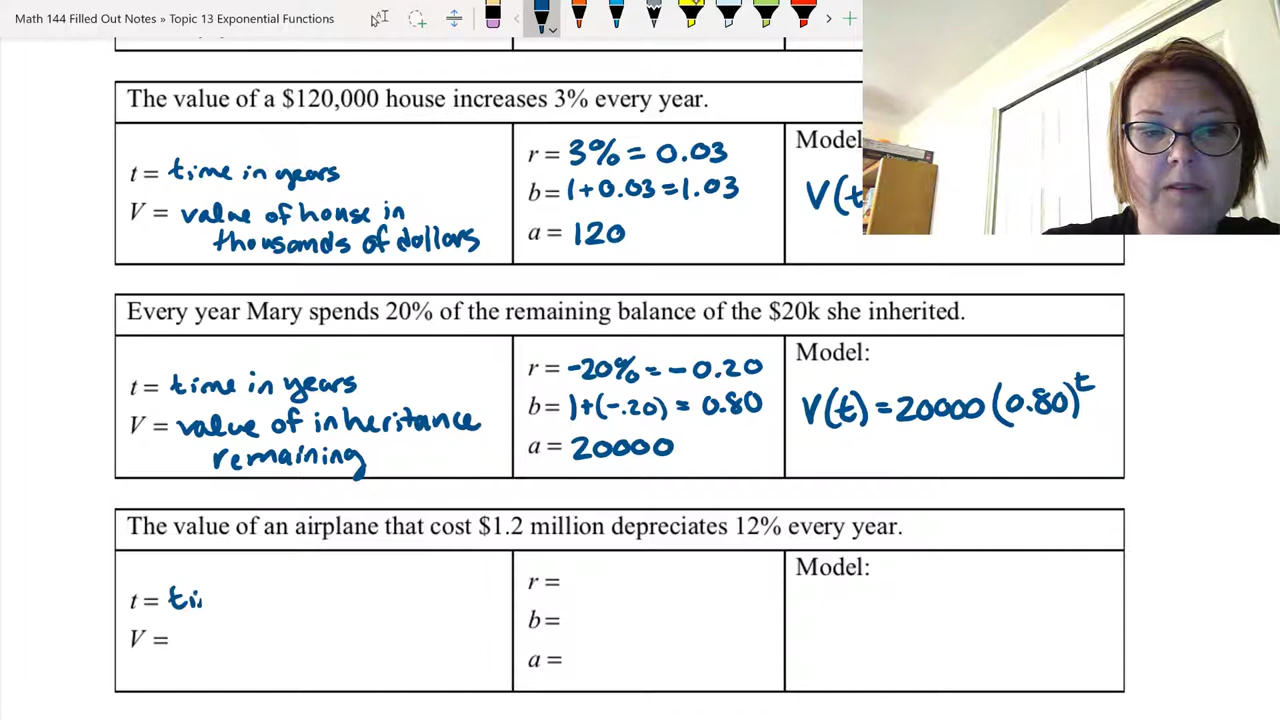 Math 144 Filled Out Notes » Topic 13 Exponential Functions
The value of a $120,000 house increases 3% every year.
t = time in years
V = value of house in
thousands of dollars
r = 3% = 0.03
b = 1+0.03=1.03
a = 120
Model
V(t
Every year Mary spends 20% of the remaining balance of the $20k she inherited.
t = time in years
V = value of inheritance
remaining
r = -20% = -0.20
b = 1+(-.20) = 0.80
a = 20000
Model:
V(t) = 20000(0.80)^t
The value of an airplane that cost $1.2 million depreciates 12% every year.
t = ti
V =
r =
b =
a =
Model: